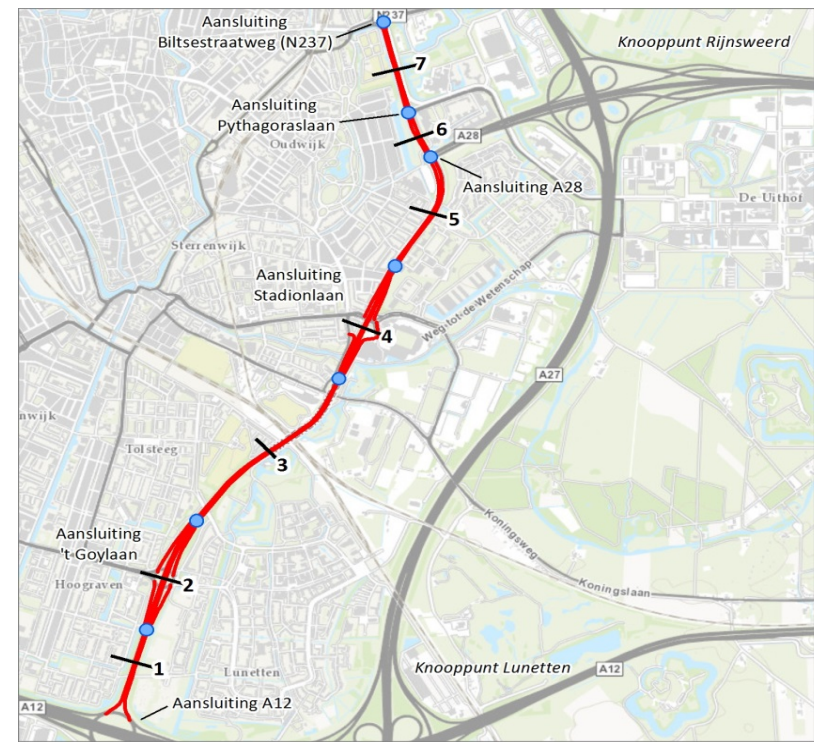 Aansluiting
Biltsestraatweg (N237)
N237
Knooppunt Rijnsweerd
7
Aansluiting
Pythagoraslaan
Oudwijk
6
A28
Aansluiting A28
De Uithof
5
Sterrenwijk
Aansluiting
Stadionlaan
Weg tot de Wetenschap
4
A27
nwijk
Tolsteeg
3
Koningsweg
Aansluiting
't Goylaan
Hoograven
2
Koningslaan
1
Lunetten
Knooppunt Lunetten
A12
Aansluiting A12
A12